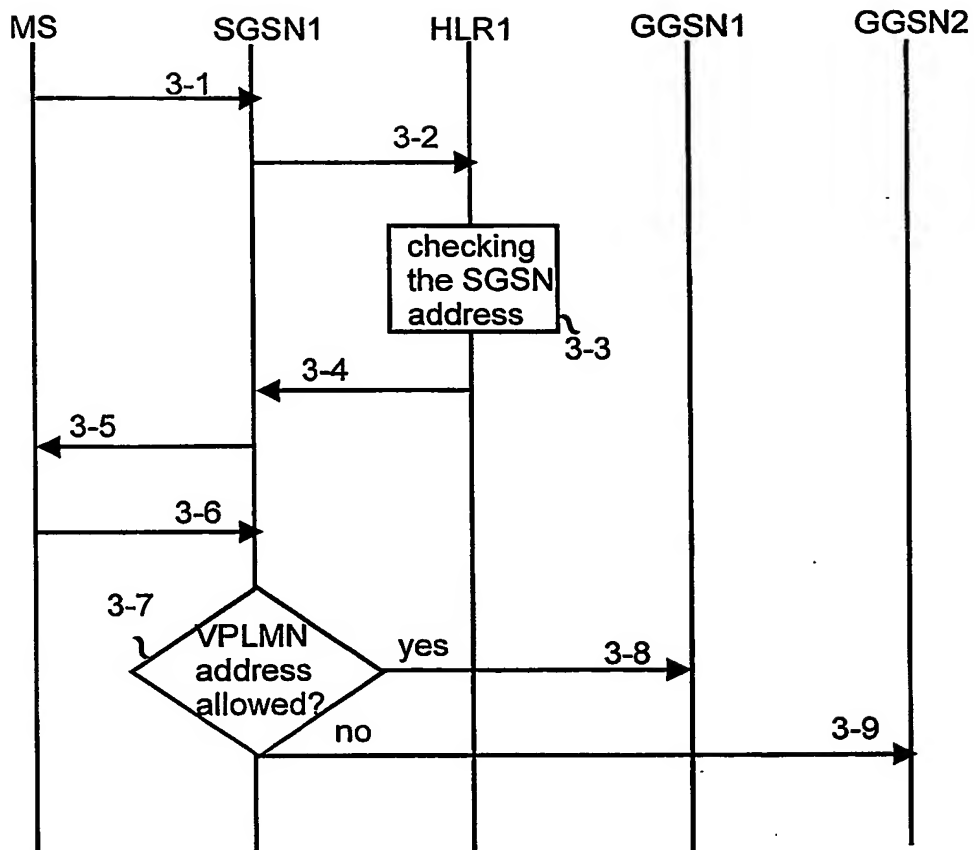 MS SGSN1 HLR1 GGSN1 GGSN2
3-1
3-2
checking
the SGSN
address
3-3
3-4
3-5
3-6
3-7
VPLMN
address
allowed?
yes
3-8
no
3-9